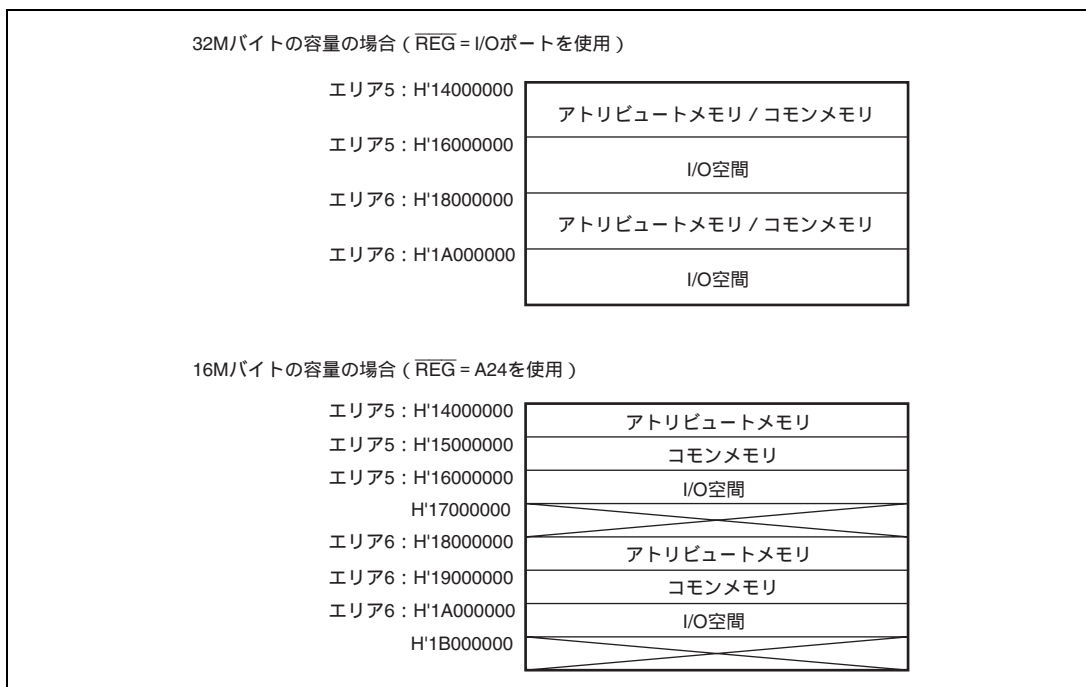 32Mバイトの容量の場合 ( REG = I/Oポートを使用 )
エリア5 : H'14000000
アトリビュートメモリ / コモンメモリ
エリア5 : H'16000000
I/O空間
エリア6 : H'18000000
アトリビュートメモリ / コモンメモリ
エリア6 : H'1A000000
I/O空間
16Mバイトの容量の場合 ( REG = A24を使用 )
エリア5 : H'14000000
アトリビュートメモリ
エリア5 : H'15000000
コモンメモリ
エリア5 : H'16000000
I/O空間
H'17000000
エリア6 : H'18000000
アトリビュートメモリ
エリア6 : H'19000000
コモンメモリ
エリア6 : H'1A000000
I/O空間
H'1B000000